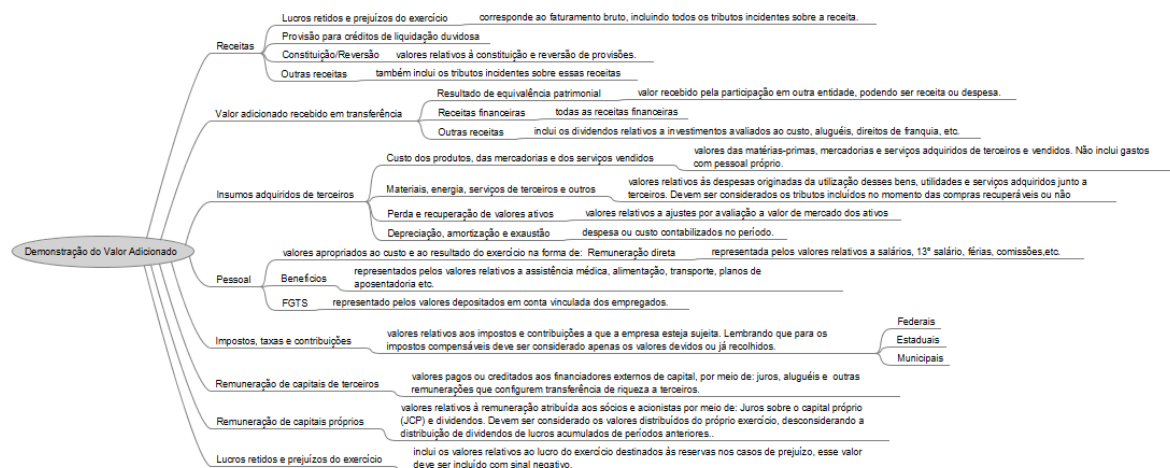 Demonstração do Valor Adicionado
Receitas
Lucros retidos e prejuízos do exercício
corresponde ao faturamento bruto, incluindo todos os tributos incidentes sobre a receita.
Provisão para créditos de liquidação duvidosa
Constituição/Reversão
valores relativos à constituição e reversão de provisões.
Outras receitas
também inclui os tributos incidentes sobre essas receitas
Valor adicionado recebido em transferência
Resultado de equivalência patrimonial
valor recebido pela participação em outra entidade, podendo ser receita ou despesa.
Receitas financeiras
todas as receitas financeiras
Outras receitas
inclui os dividendos relativos a investimentos avaliados ao custo, aluguéis, direitos de franquia, etc.
Insumos adquiridos de terceiros
Custo dos produtos, das mercadorias e dos serviços vendidos
valores das matérias-primas, mercadorias e serviços adquiridos de terceiros e vendidos. Não inclui gastos
com pessoal próprio.
Materiais, energia, serviços de terceiros e outros
valores relativos às despesas originadas da utilização desses bens, utilidades e serviços adquiridos junto a
terceiros. Devem ser considerados os tributos incluídos no momento das compras recuperáveis ou não
Perda e recuperação de valores ativos
valores relativos a ajustes por avaliação a valor de mercado dos ativos
Depreciação, amortização e exaustão
despesa ou custo contabilizados no período.
Pessoal
valores apropriados ao custo e ao resultado do exercício na forma de: Remuneração direta
representada pelos valores relativos a salários, 13º salário, férias, comissões,etc.
Benefícios
representados pelos valores relativos a assistência médica, alimentação, transporte, planos de
aposentadoria etc.
FGTS
representado pelos valores depositados em conta vinculada dos empregados.
Impostos, taxas e contribuições
valores relativos aos impostos e contribuições a que a empresa esteja sujeita. Lembrando que para os
impostos compensáveis deve ser considerado apenas os valores devidos ou já recolhidos.
Federais
Estaduais
Municipais
Remuneração de capitais de terceiros
valores pagos ou creditados aos financiadores externos de capital, por meio de: juros, aluguéis e outras
remunerações que configurem transferência de riqueza a terceiros.
Remuneração de capitais próprios
valores relativos à remuneração atribuída aos sócios e acionistas por meio de: Juros sobre o capital próprio
(JCP) e dividendos. Devem ser considerado os valores distribuídos do próprio exercício, desconsiderando a
distribuição de dividendos de lucros acumulados de períodos anteriores..
Lucros retidos e prejuízos do exercício
inclui os valores relativos ao lucro do exercício destinados às reservas nos casos de prejuízo, esse valor
deve ser incluído com sinal negativo.